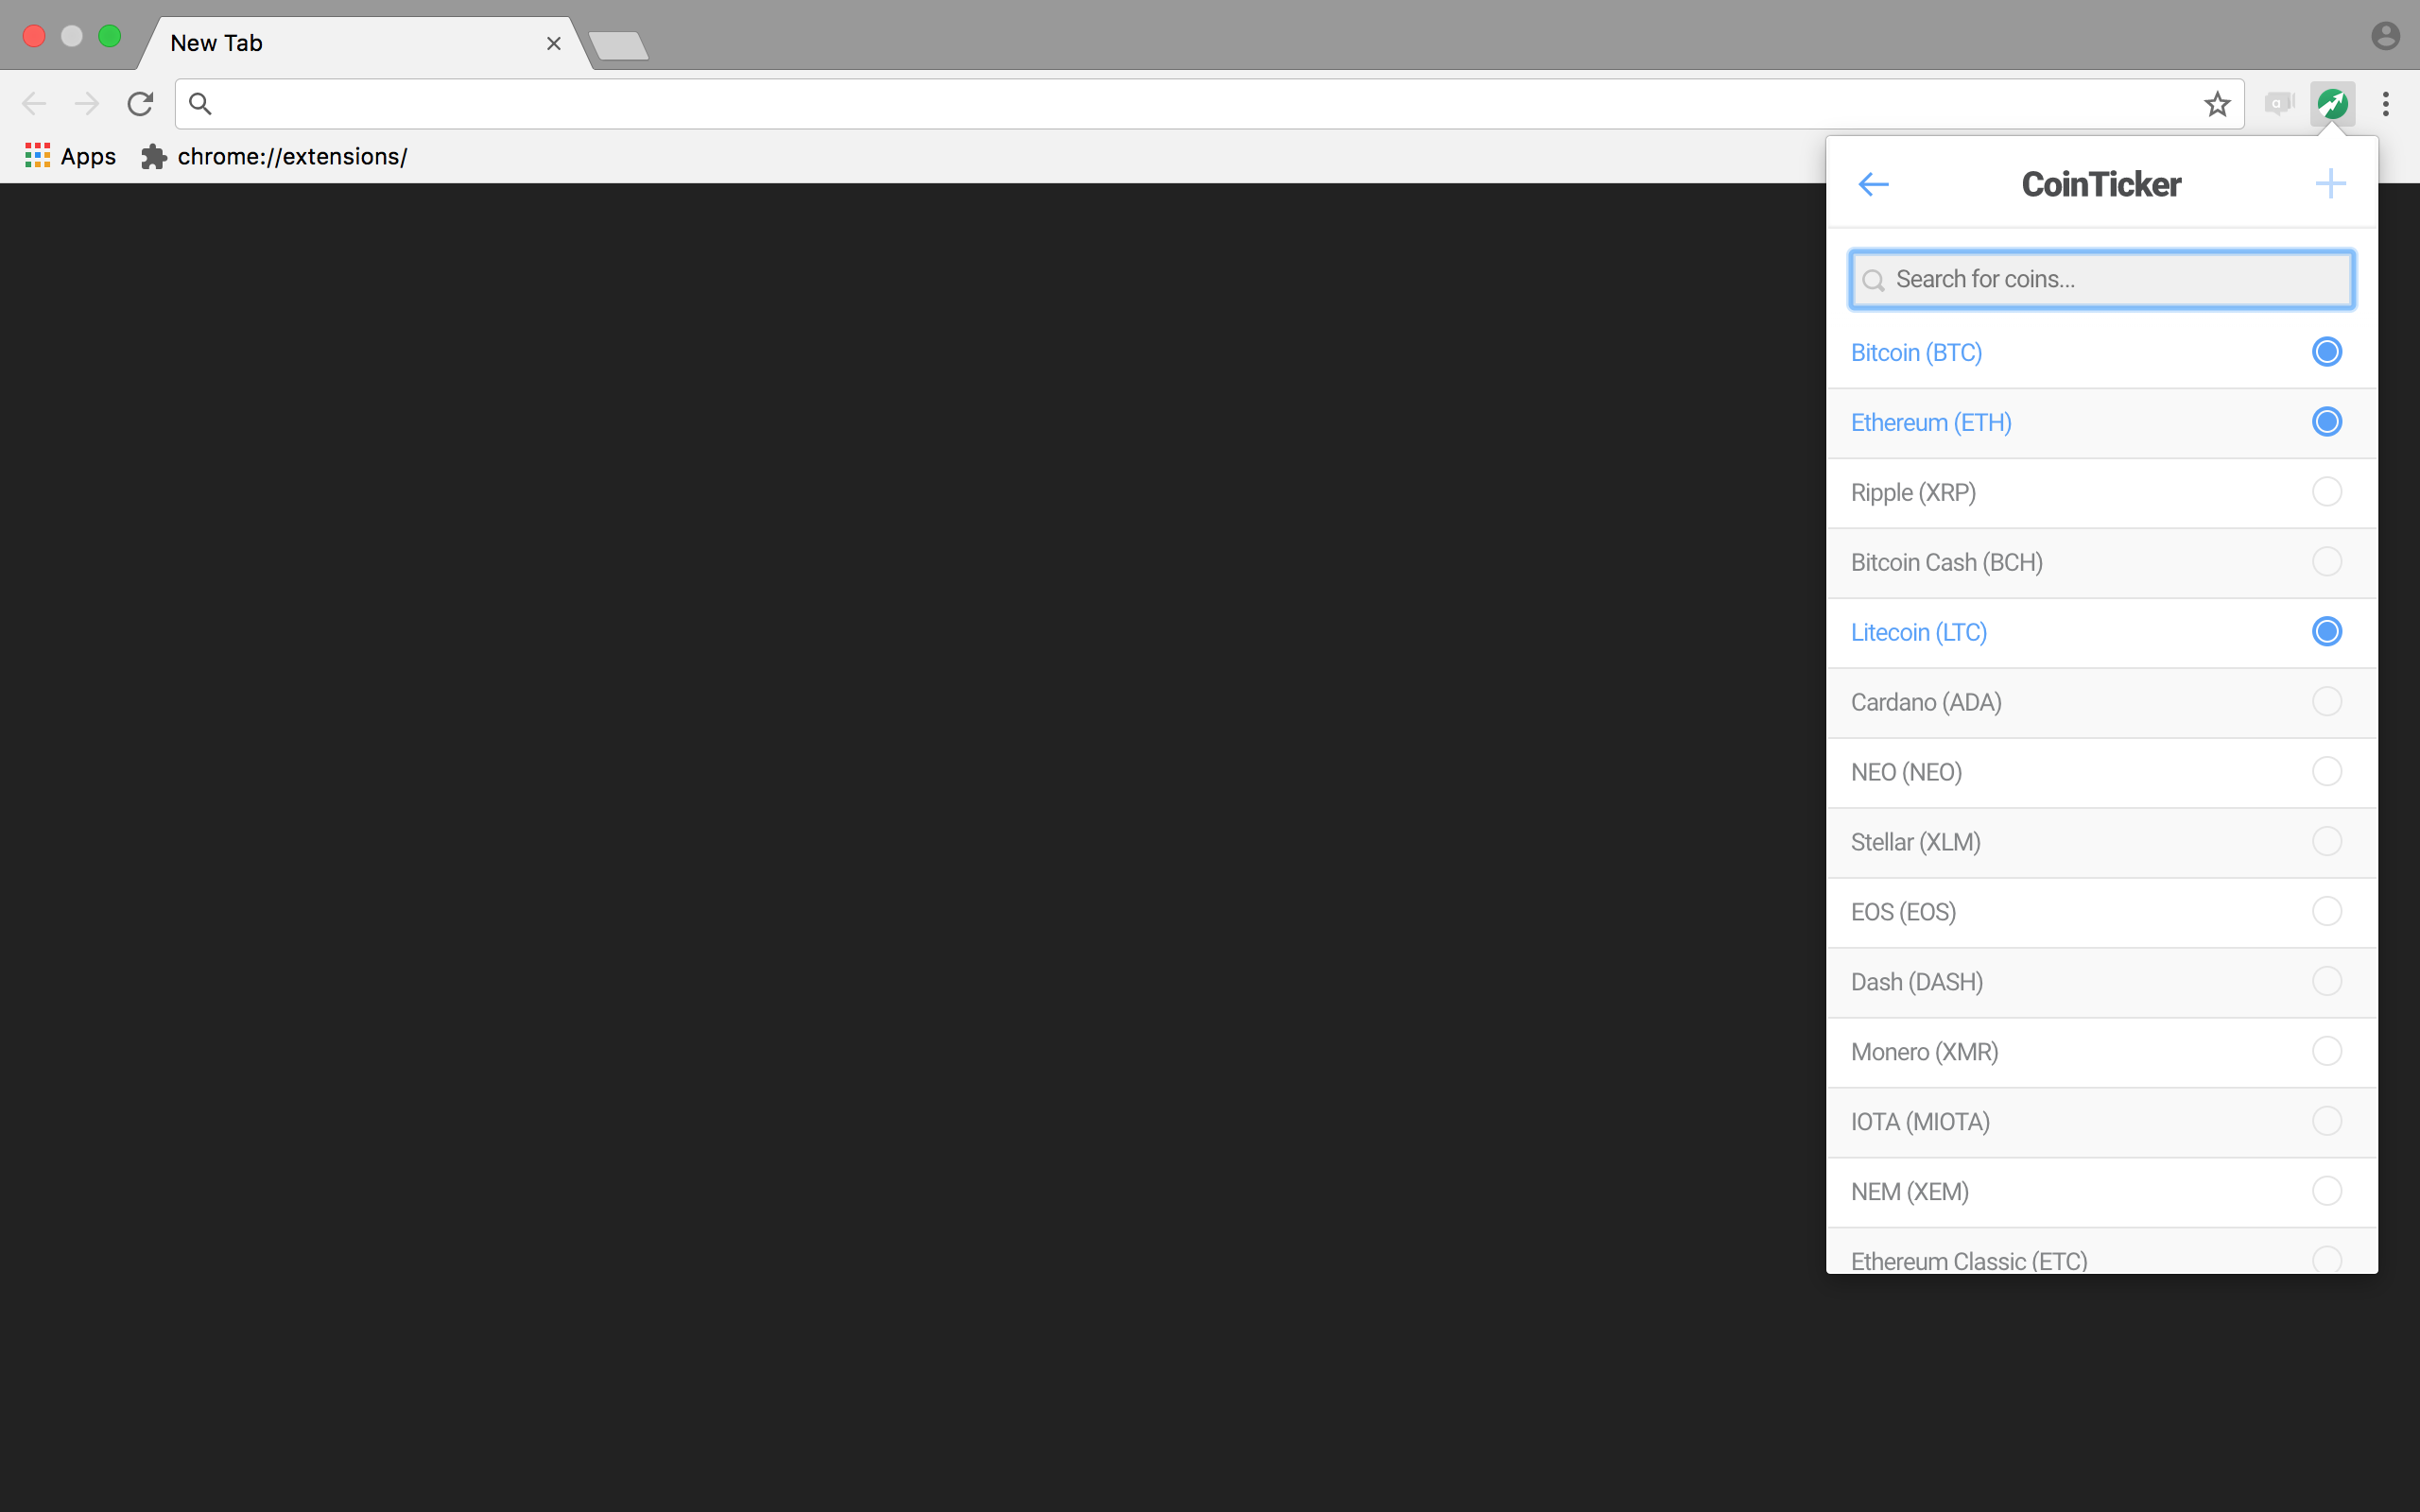 New Tab
Apps
chrome://extensions/
CoinTicker
Search for coins...
Bitcoin (BTC)
Ethereum (ETH)
Ripple (XRP)
Bitcoin Cash (BCH)
Litecoin (LTC)
Cardano (ADA)
NEO (NEO)
Stellar (XLM)
EOS (EOS)
Dash (DASH)
Monero (XMR)
IOTA (MIOTA)
NEM (XEM)
Ethereum Classic (ETC)